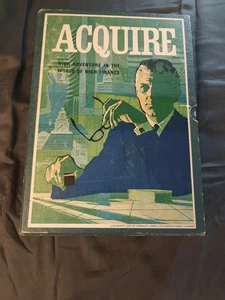 ACQUIRE
HIGH ADVENTURE IN THE
WORLD OF HIGH FINANCE